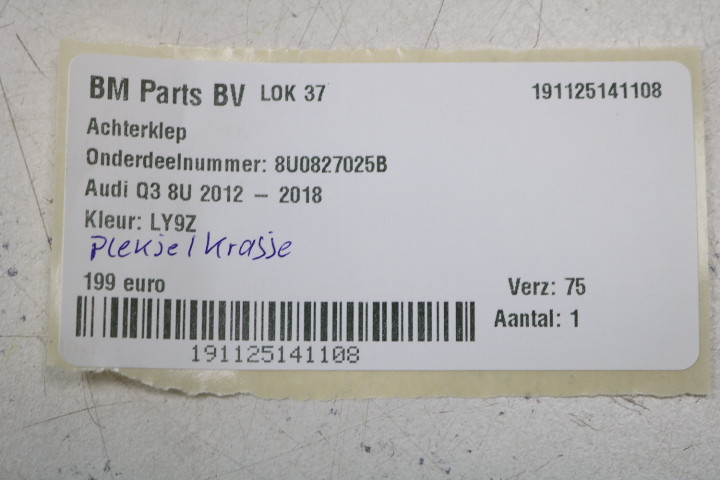 BM Parts BV LOK 37 191125141108
Achterklep
Onderdeelnummer: 8U0827025B
Audi Q3 8U 2012 – 2018
Kleur: LY9Z
plekje/krasje
199 euro Verz: 75
Aantal: 1
191125141108